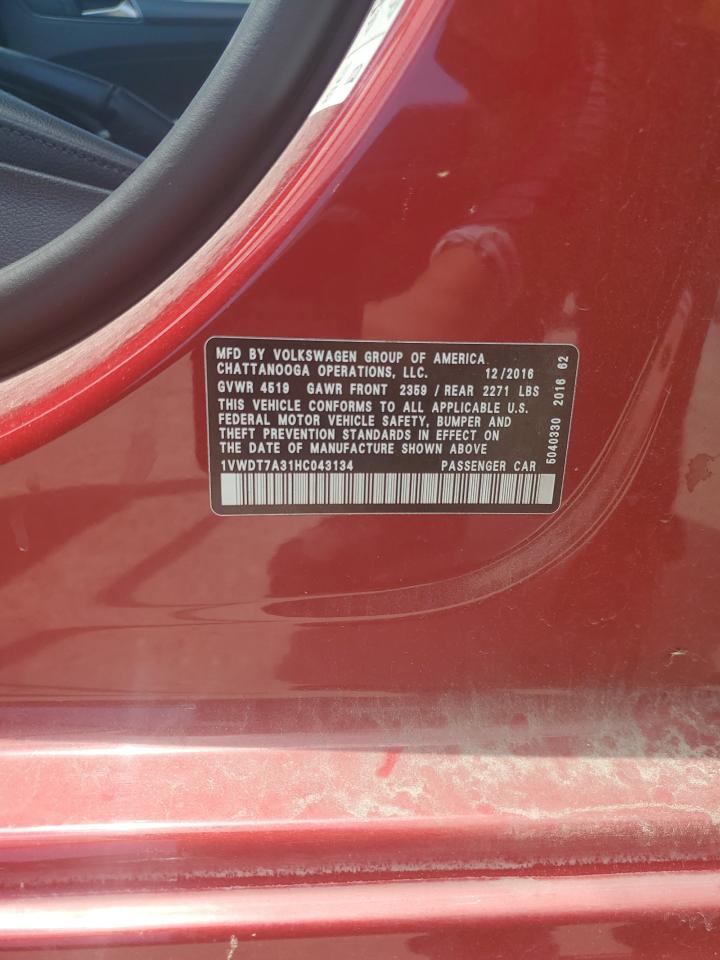 MFD BY VOLKSWAGEN GROUP OF AMERICA
CHATTANOOGA OPERATIONS, LLC. 12/2016
GVWR 4519 GAWR FRONT 2359 / REAR 2271 LBS
THIS VEHICLE CONFORMS TO ALL APPLICABLE U.S.
FEDERAL MOTOR VEHICLE SAFETY, BUMPER AND
THEFT PREVENTION STANDARDS IN EFFECT ON
THE DATE OF MANUFACTURE SHOWN ABOVE
1VWDT7A31HC043134 PASSENGER CAR
5040330 2016 62